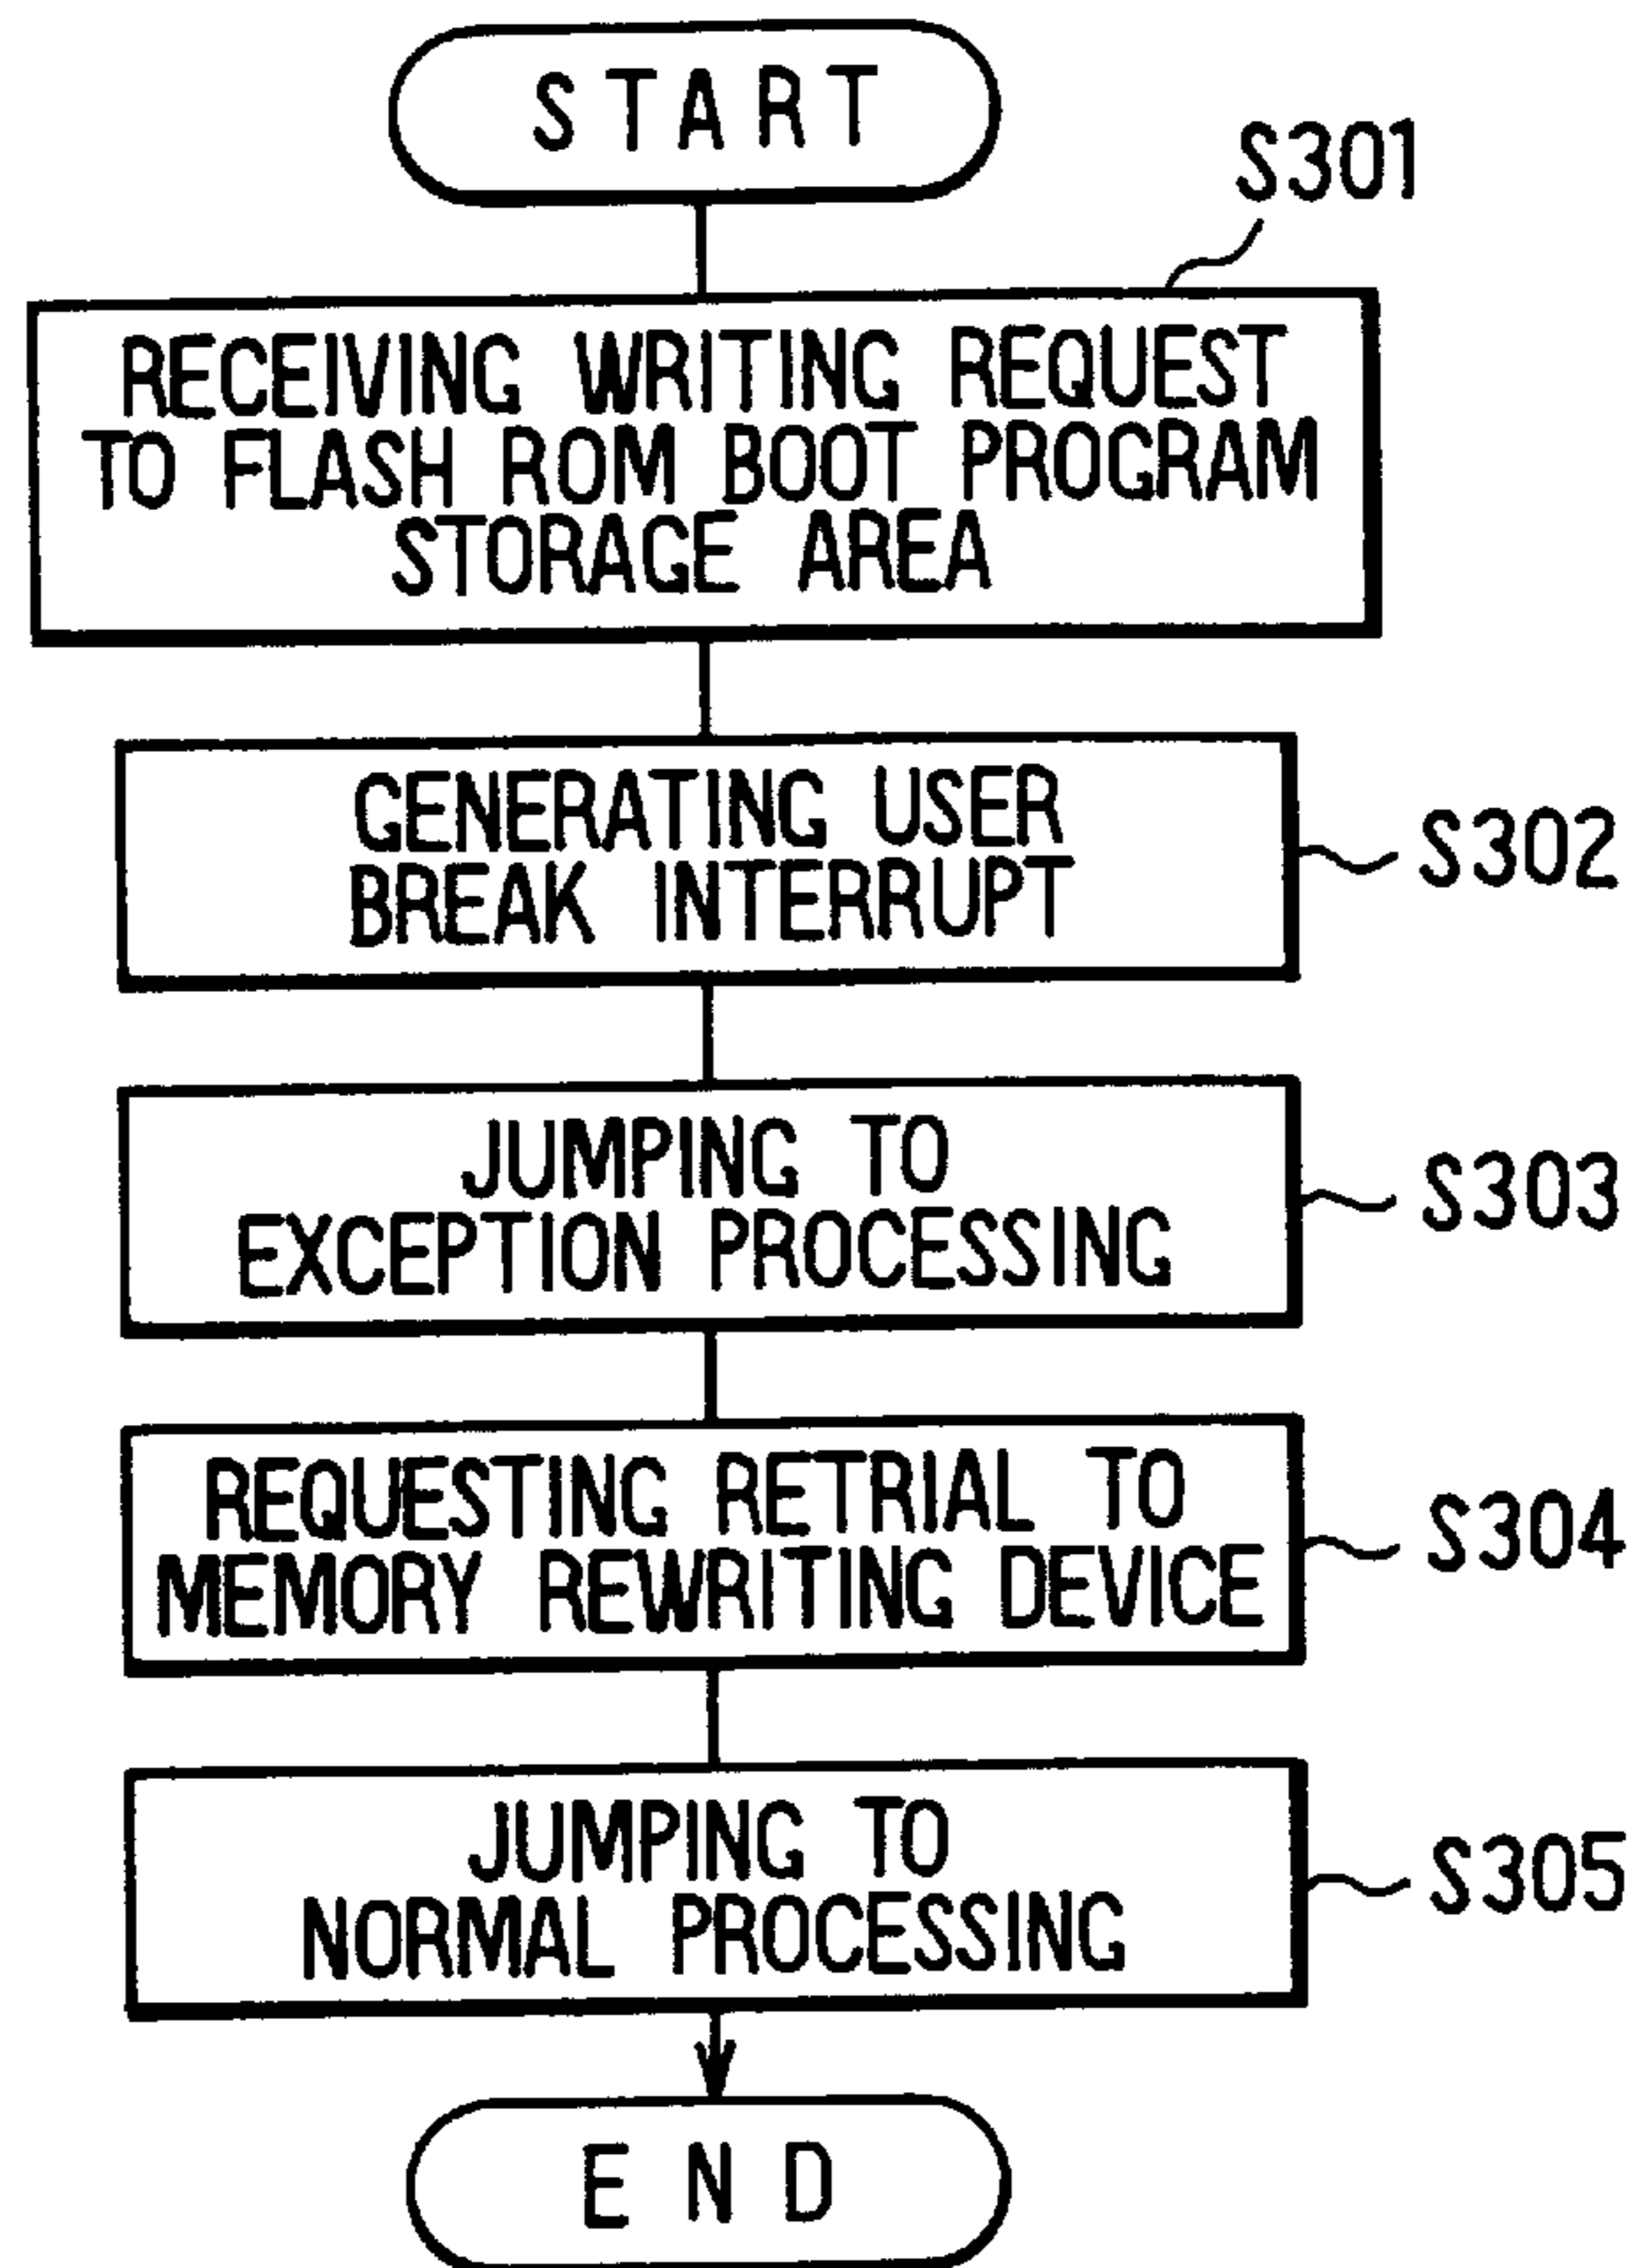 START
S301
RECEIVING WRITING REQUEST
TO FLASH ROM BOOT PROGRAM
STORAGE AREA
GENERATING USER
BREAK INTERRUPT
S302
JUMPING TO
EXCEPTION PROCESSING
S303
REQUESTING RETRIAL TO
MEMORY REWRITING DEVICE
S304
JUMPING TO
NORMAL PROCESSING
S305
END